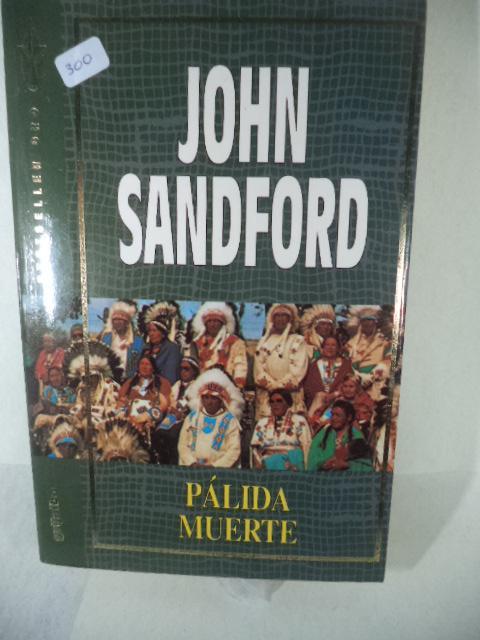 300
JOHN
SANDFORD
PÁLIDA
MUERTE